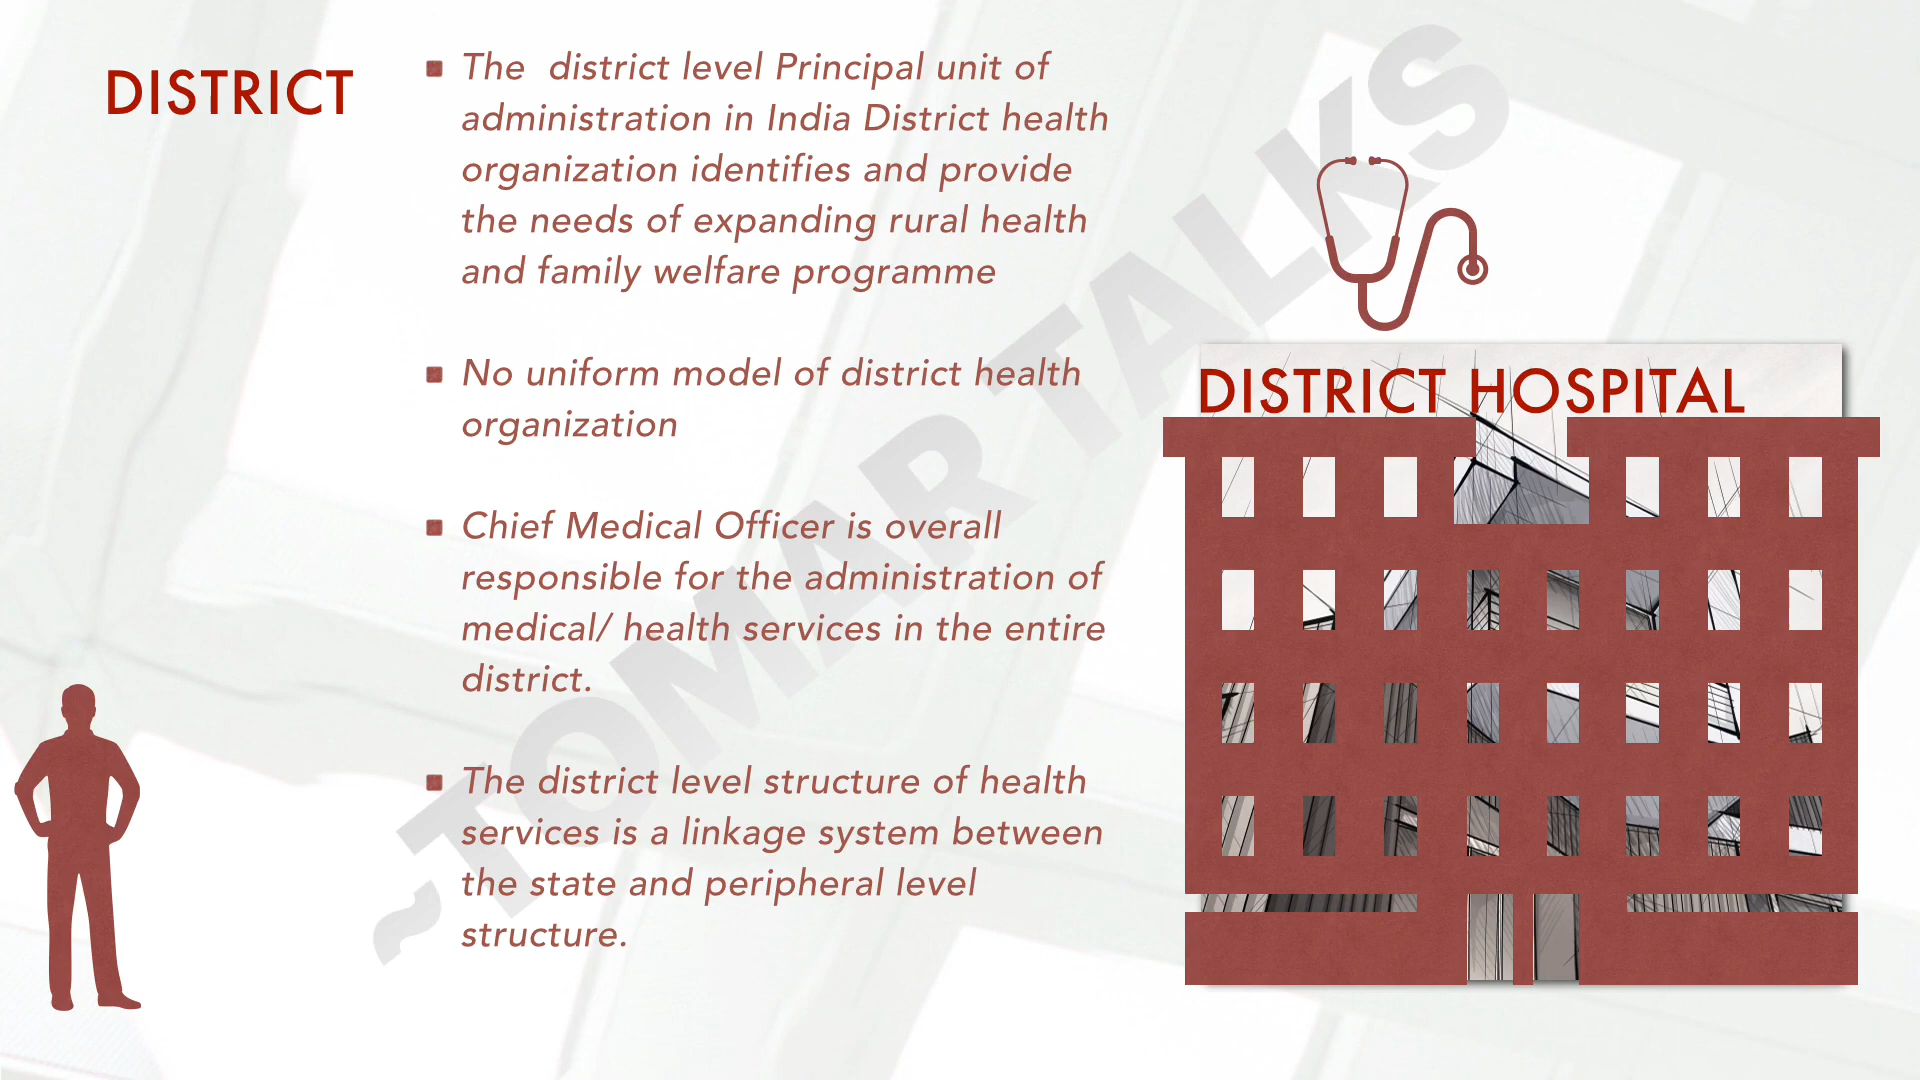 DISTRICT
The  district level Principal unit of
administration in India District health
organization identifies and provide
the needs of expanding rural health
and family welfare programme
No uniform model of district health
organization
Chief Medical Officer is overall
responsible for the administration of
medical/ health services in the entire
district.
The district level structure of health
services is a linkage system between
the state and peripheral level
structure.
DISTRICT HOSPITAL
~TOMAR TALKS